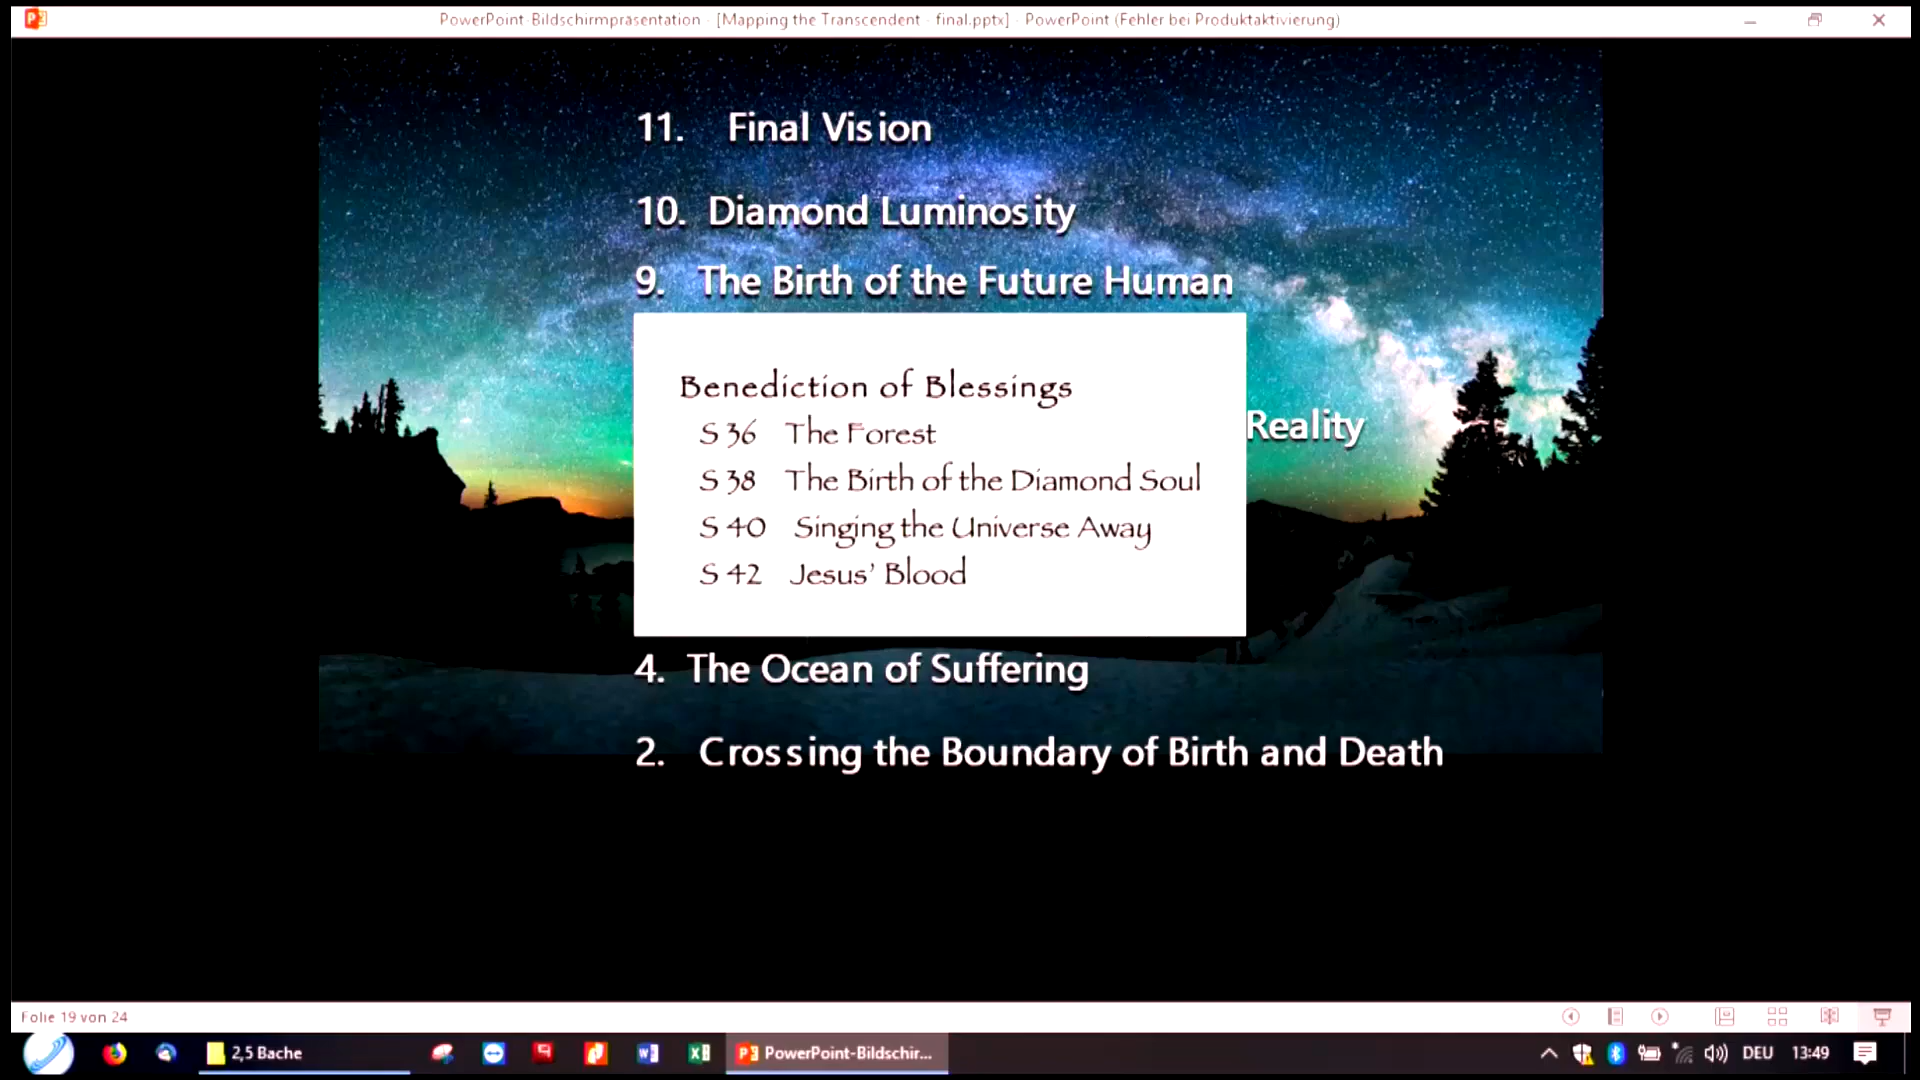 PowerPoint-Bildschirmpräsentation - [Mapping the Transcendent - final.pptx] - PowerPoint (Fehler bei Produktaktivierung)
11. Final Vision
10. Diamond Luminosity
9. The Birth of the Future Human
Benediction of Blessings
S 36 The Forest
Reality
S 38 The Birth of the Diamond Soul
S 40 Singing the Universe Away
S 42 Jesus' Blood
4. The Ocean of Suffering
2. Crossing the Boundary of Birth and Death
Folie 19 von 24
2,5 Bache
PowerPoint-Bildschir...
DEU
13:49